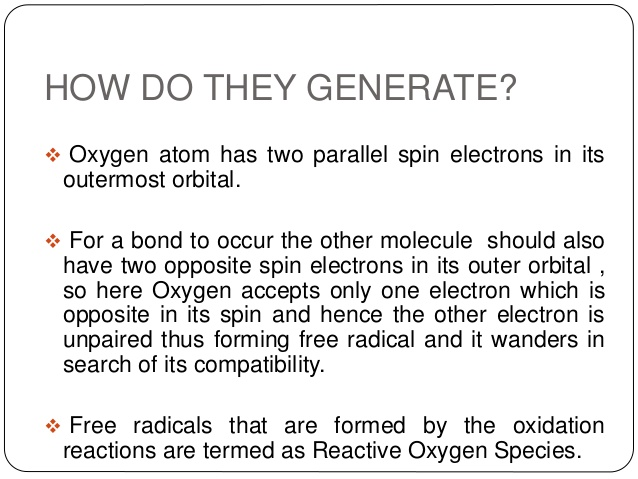 HOW DO THEY GENERATE?
❖ Oxygen atom has two parallel spin electrons in its
outermost orbital.
❖ For a bond to occur the other molecule should also
have two opposite spin electrons in its outer orbital ,
so here Oxygen accepts only one electron which is
opposite in its spin and hence the other electron is
unpaired thus forming free radical and it wanders in
search of its compatibility.
❖ Free radicals that are formed by the oxidation
reactions are termed as Reactive Oxygen Species.